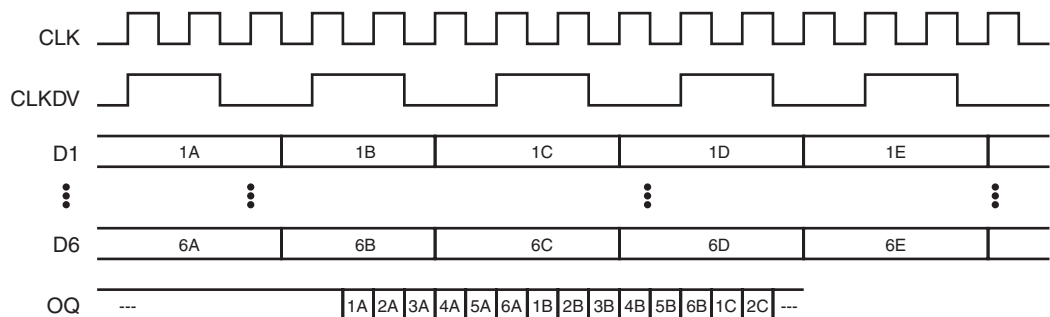 CLK
CLKDV
D1 1A 1B 1C 1D 1E
D6 6A 6B 6C 6D 6E
OQ --- 1A 2A 3A 4A 5A 6A 1B 2B 3B 4B 5B 6B 1C 2C ---